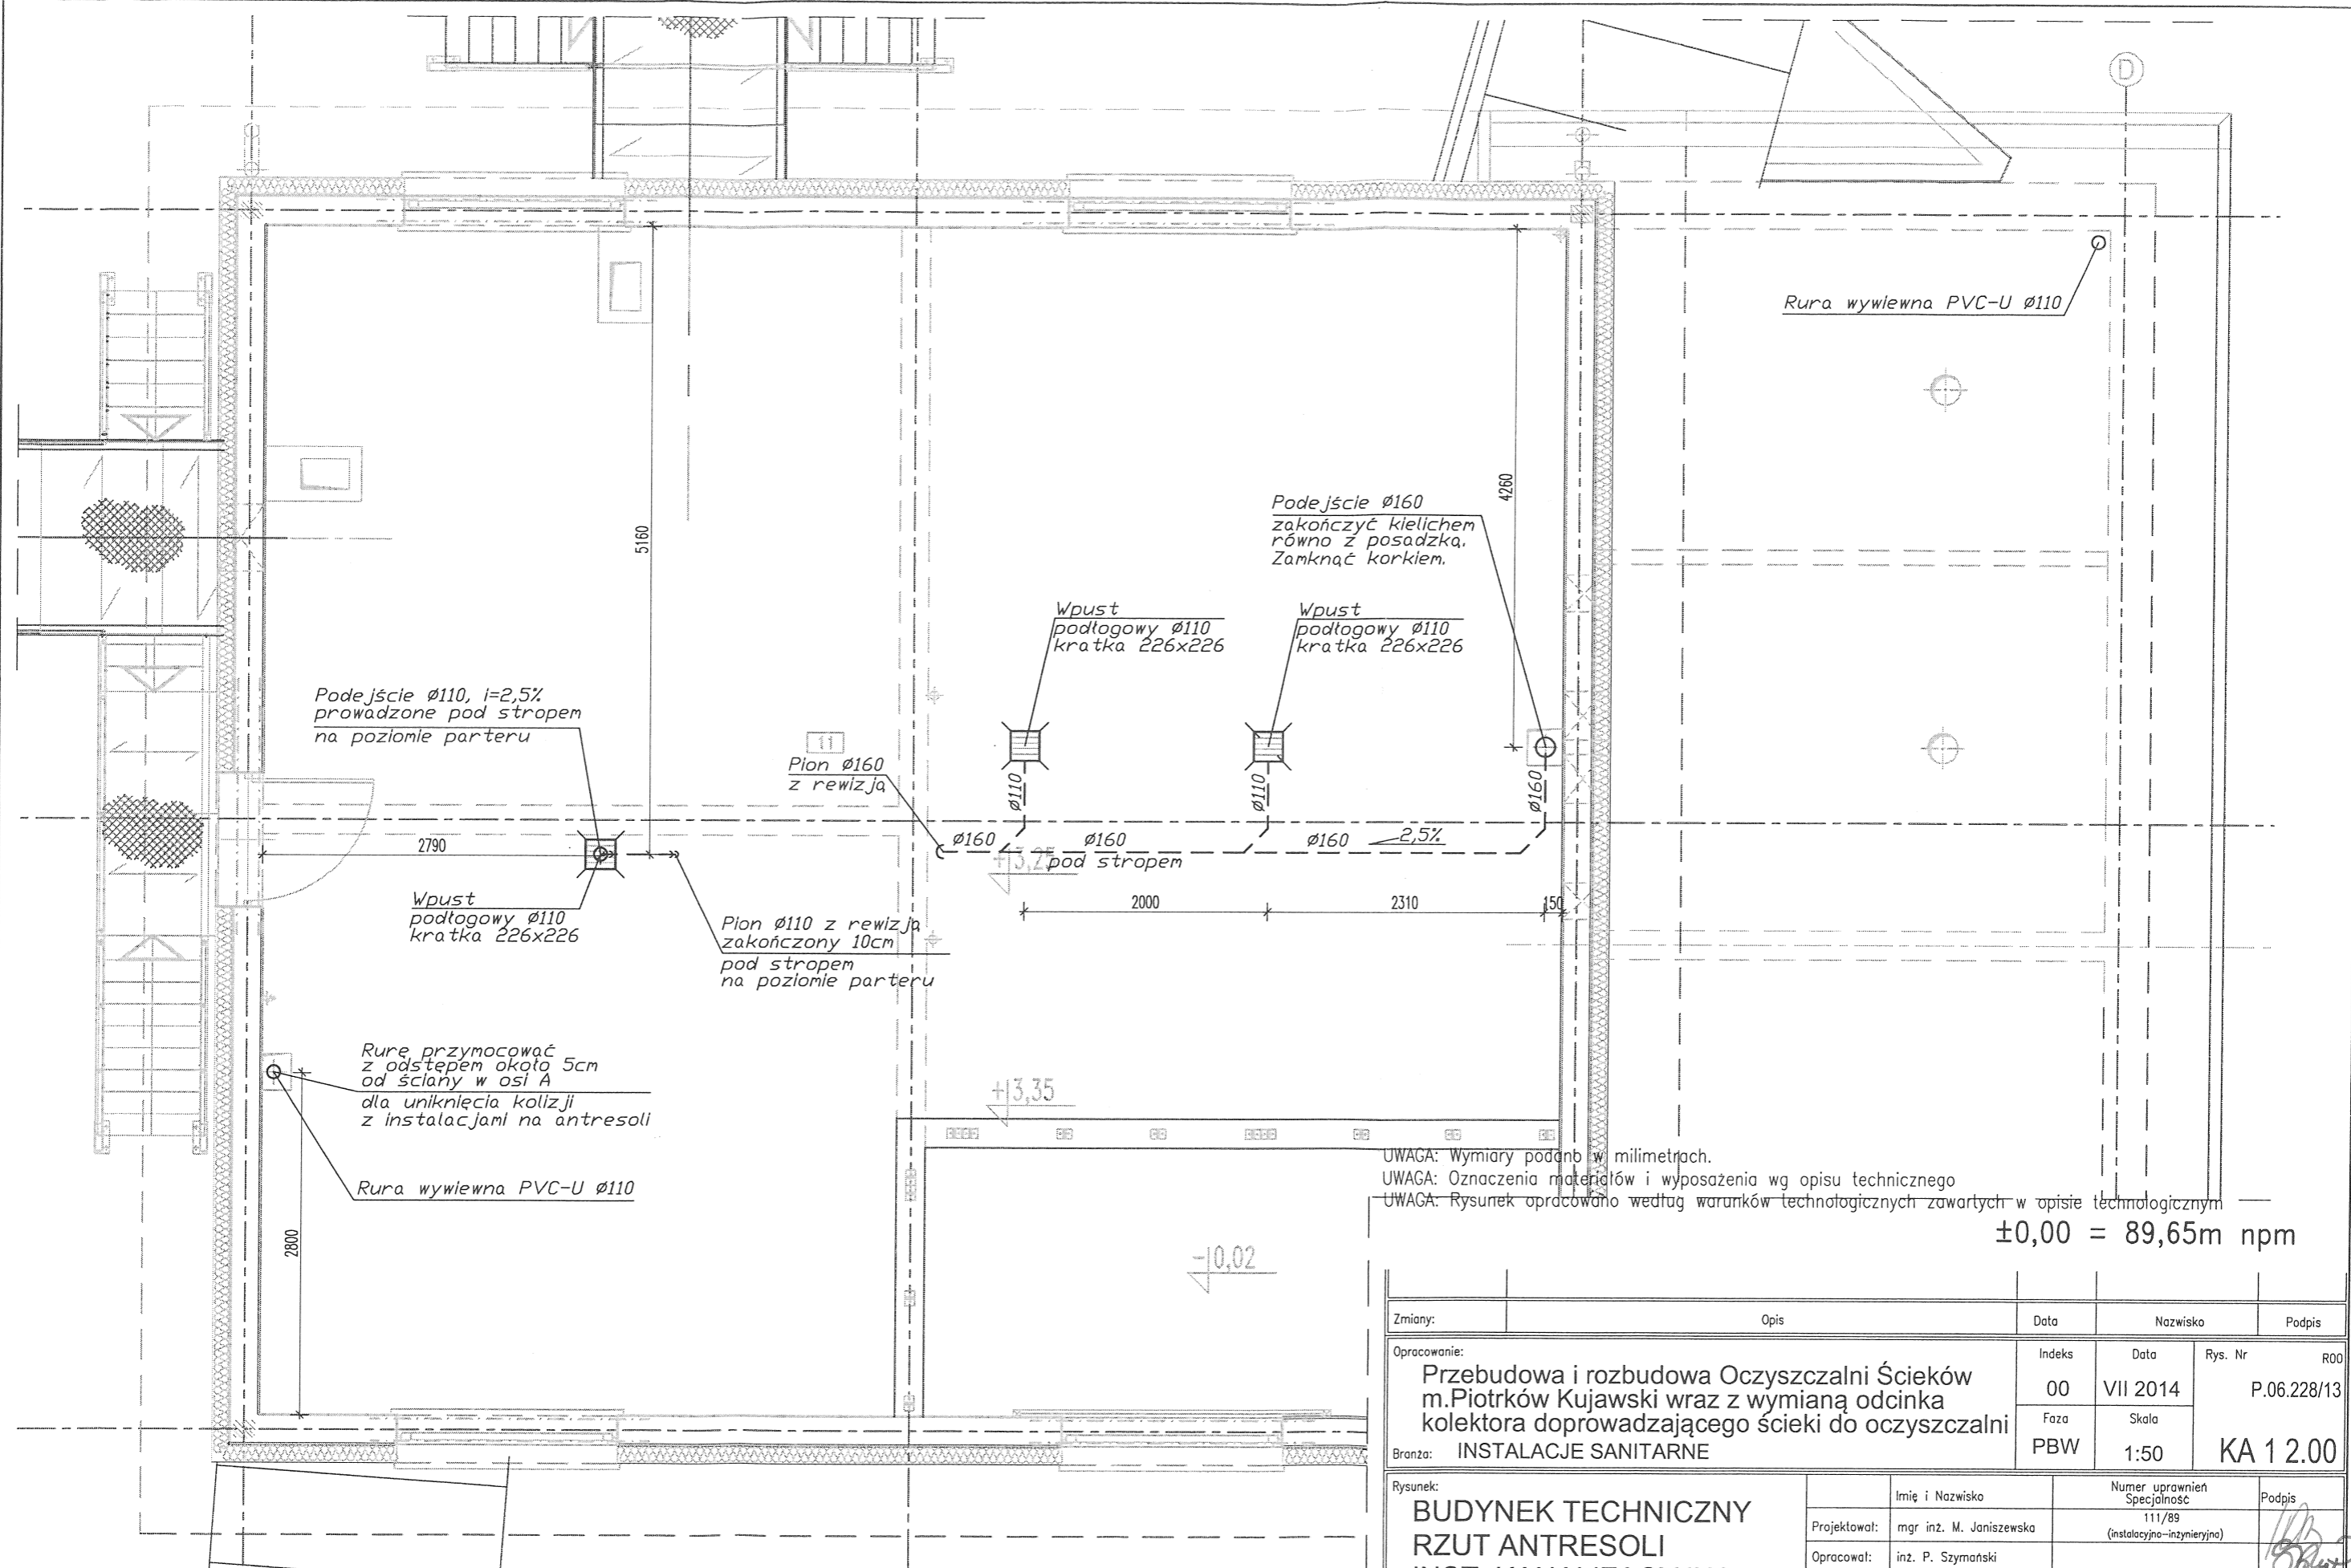 D
Rura wywiewna PVC-U Ø110
5160
4260
Podejście Ø160
zakończyć kielichem
równo z posadzką.
Zamknąć korkiem.
Wpust
podłogowy Ø110
kratka 226x226
Wpust
podłogowy Ø110
kratka 226x226
Podejście Ø110, i=2,5%
prowadzone pod stropem
na poziomie parteru
11
Pion Ø160
z rewizją
Ø110
Ø110
Ø160
Ø160
Ø160
Ø160
2,5%
pod stropem
+3,25
2790
2000
2310
150
Wpust
podłogowy Ø110
kratka 226x226
Pion Ø110 z rewizją
zakończony 10cm
pod stropem
na poziomie parteru
Rurę przymocować
z odstępem około 5cm
od ściany w osi A
dla uniknięcia kolizji
z instalacjami na antresoli
Rura wywiewna PVC-U Ø110
2800
+3,35
-0,02
UWAGA: Wymiary podano w milimetrach.
UWAGA: Oznaczenia materiałów i wyposażenia wg opisu technicznego
UWAGA: Rysunek opracowano według warunków technologicznych zawartych w opisie technologicznym
±0,00 = 89,65m npm
Zmiany: Opis Data Nazwisko Podpis
Opracowanie:
Przebudowa i rozbudowa Oczyszczalni Ścieków
m.Piotrków Kujawski wraz z wymianą odcinka
kolektora doprowadzającego ścieki do oczyszczalni
Branża: INSTALACJE SANITARNE
Indeks Data Rys. Nr R00
00 VII 2014 P.06.228/13
Faza Skala
PBW 1:50 KA 1 2.00
Rysunek:
BUDYNEK TECHNICZNY
RZUT ANTRESOLI
Imię i Nazwisko Numer uprawnień Specjalność Podpis
Projektował: mgr inż. M. Janiszewska 111/89
(instalacyjno-inżynieryjna)
Opracował: inż. P. Szymański